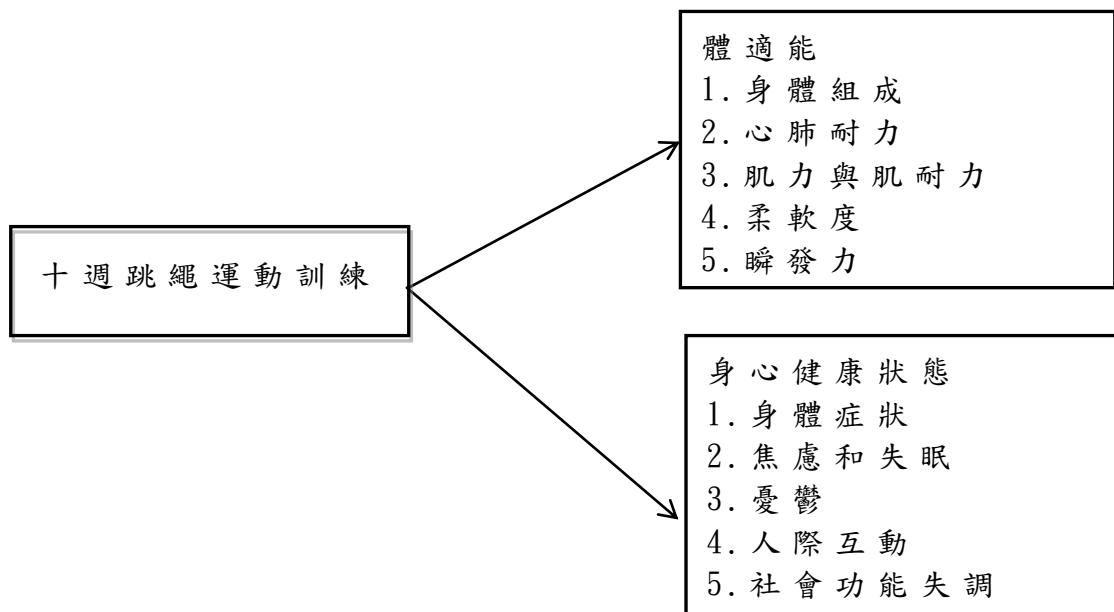 十週跳繩運動訓練
體適能
1.身體組成
2.心肺耐力
3.肌力與肌耐力
4.柔軟度
5.瞬發力
身心健康狀態
1.身體症狀
2.焦慮和失眠
3.憂鬱
4.人際互動
5.社會功能失調